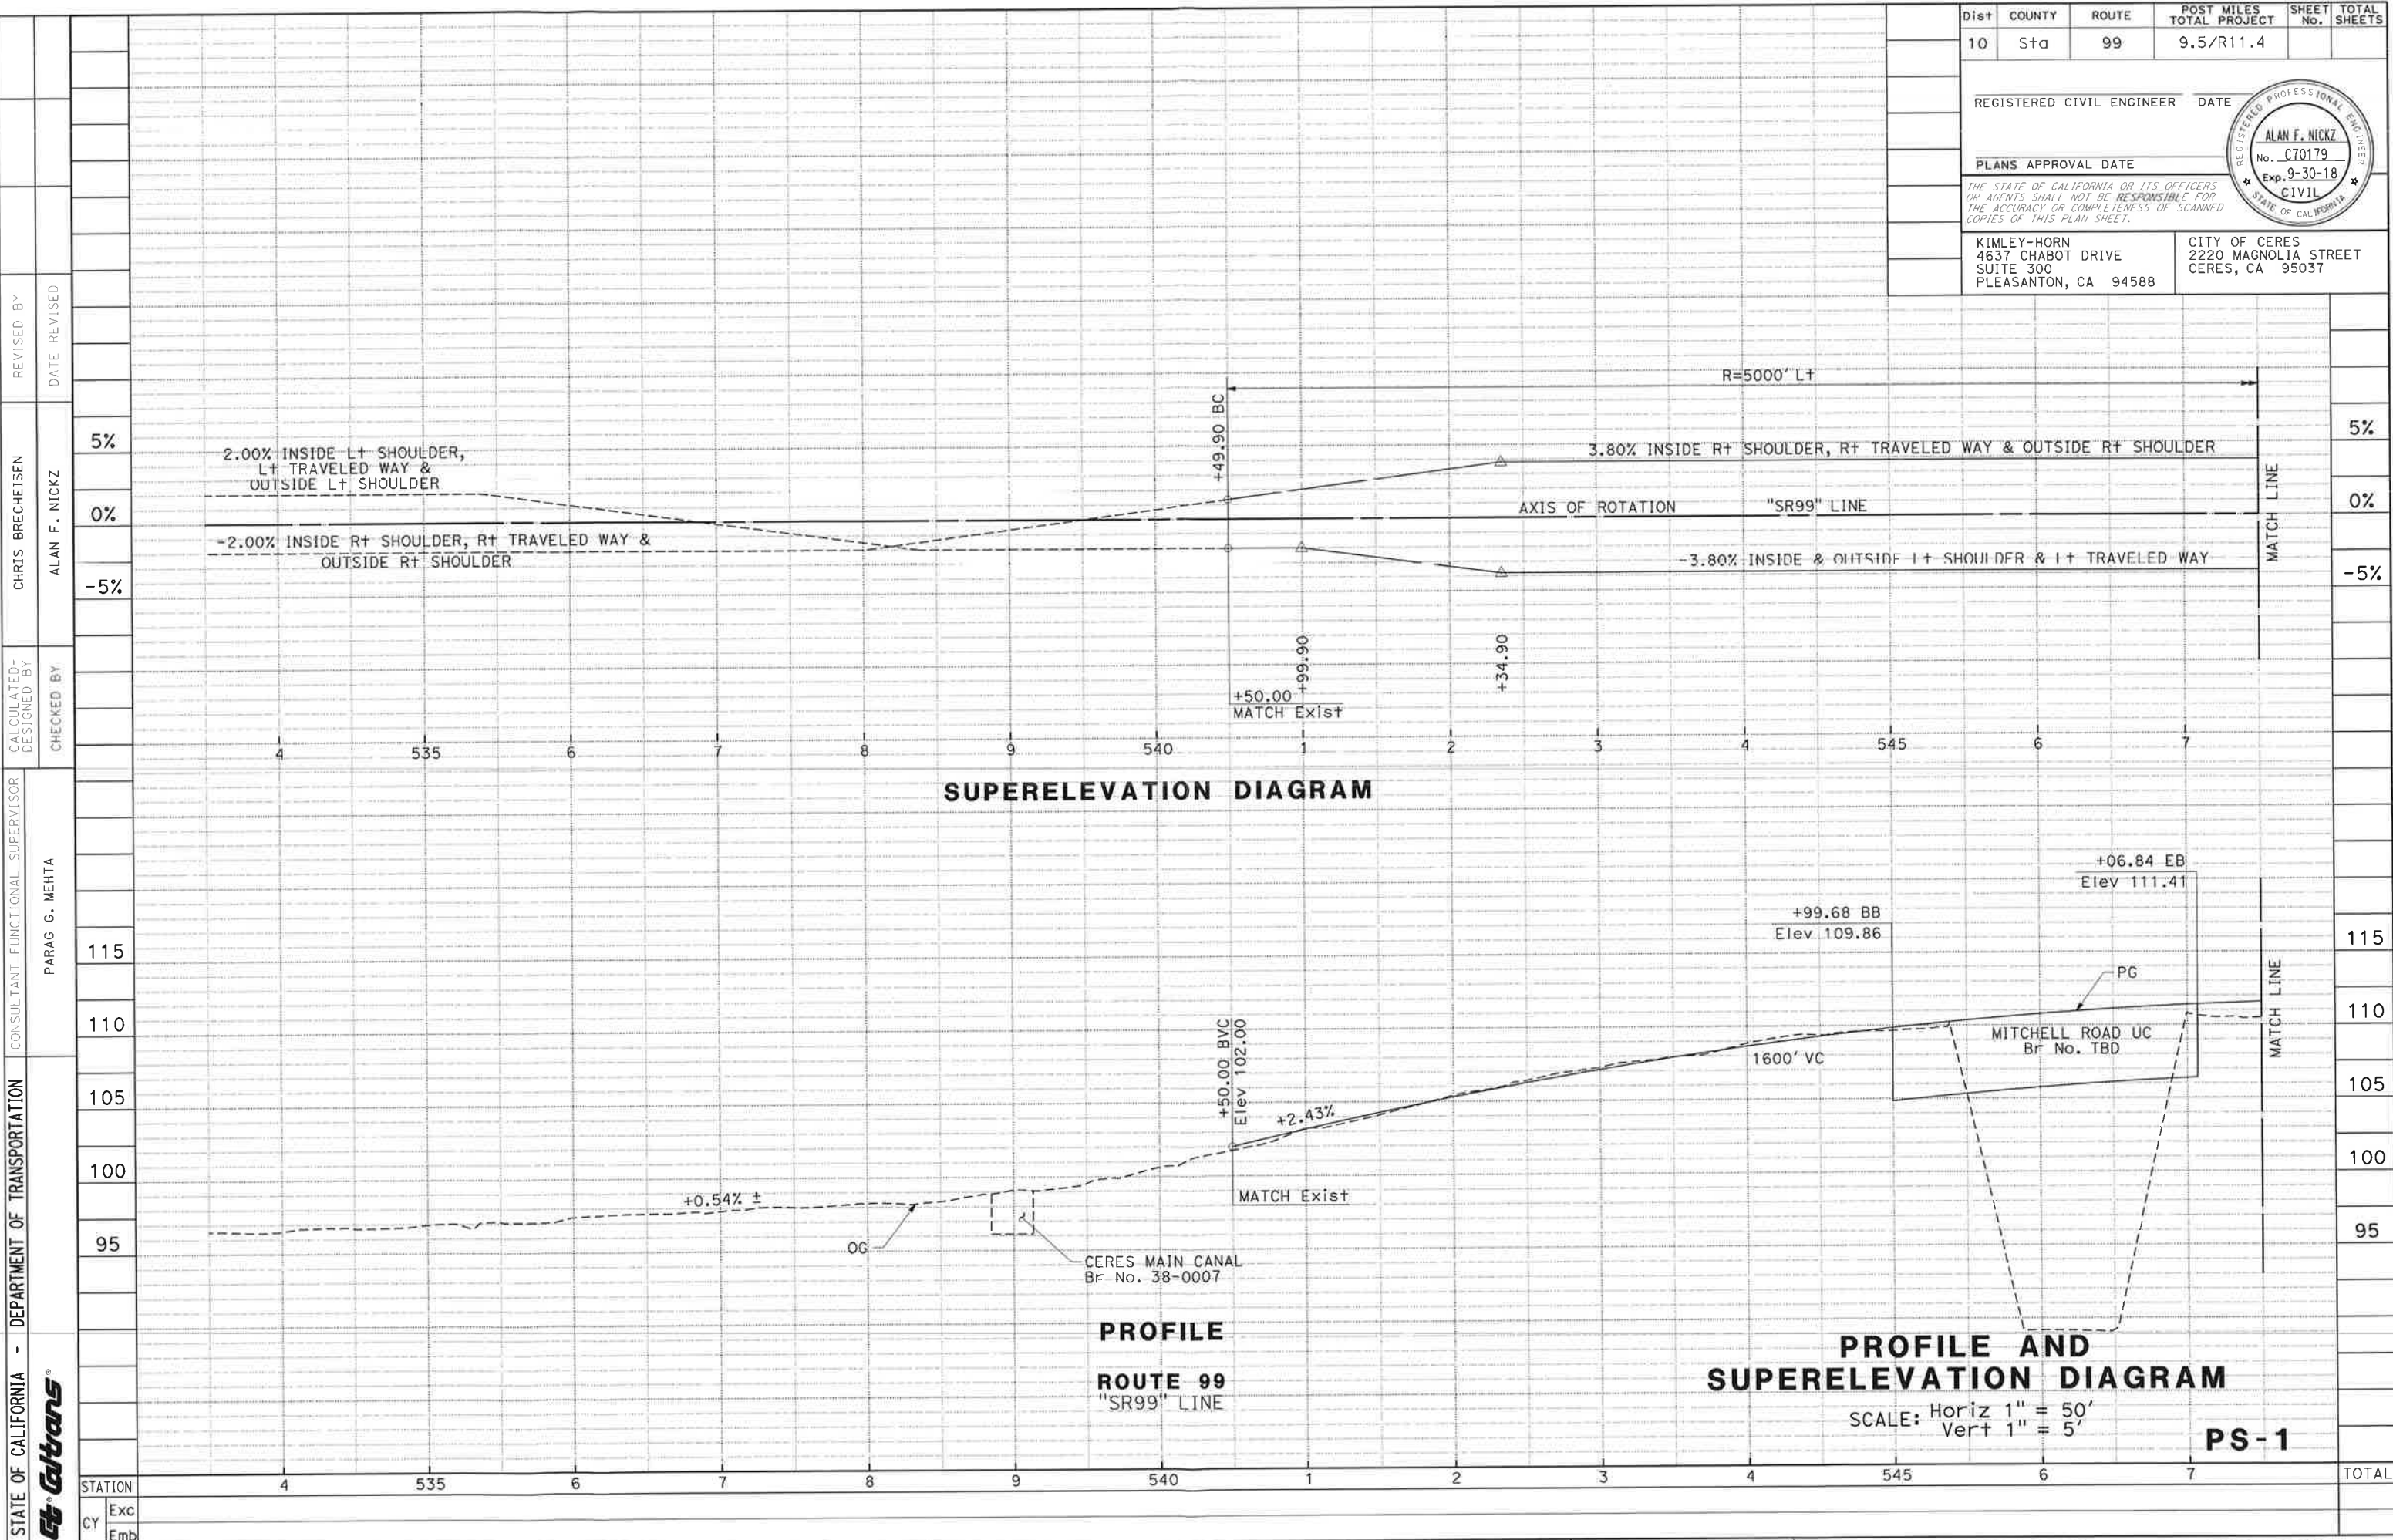 Dist COUNTY ROUTE POST MILES TOTAL PROJECT SHEET No. TOTAL SHEETS
10 Sta 99 9.5/R11.4
REGISTERED CIVIL ENGINEER DATE
PLANS APPROVAL DATE
THE STATE OF CALIFORNIA OR ITS OFFICERS
OR AGENTS SHALL NOT BE RESPONSIBLE FOR
THE ACCURACY OR COMPLETENESS OF SCANNED
COPIES OF THIS PLAN SHEET.
REGISTERED PROFESSIONAL ENGINEER
ALAN F. NICKZ
No. C70179
Exp. 9-30-18
CIVIL
STATE OF CALIFORNIA
KIMLEY-HORN
4637 CHABOT DRIVE
SUITE 300
PLEASANTON, CA 94588
CITY OF CERES
2220 MAGNOLIA STREET
CERES, CA 95037
REVISED BY
DATE REVISED
CHRIS BRECHEISEN
ALAN F. NICKZ
CALCULATED-
DESIGNED BY
CHECKED BY
CONSULTANT FUNCTIONAL SUPERVISOR
PARAG G. MEHTA
STATE OF CALIFORNIA - DEPARTMENT OF TRANSPORTATION
Caltrans
5%
0%
-5%
2.00% INSIDE Lt SHOULDER,
Lt TRAVELED WAY &
OUTSIDE Lt SHOULDER
-2.00% INSIDE Rt SHOULDER, Rt TRAVELED WAY &
OUTSIDE Rt SHOULDER
+49.90 BC
R=5000' Lt
3.80% INSIDE Rt SHOULDER, Rt TRAVELED WAY & OUTSIDE Rt SHOULDER
AXIS OF ROTATION "SR99" LINE
-3.80% INSIDE & OUTSIDE Lt SHOULDER & Lt TRAVELED WAY
MATCH LINE
5%
0%
-5%
+99.90
+34.90
+50.00
MATCH Exist
4 535 6 7 8 9 540 1 2 3 4 545 6 7
SUPERELEVATION DIAGRAM
+06.84 EB
Elev 111.41
+99.68 BB
Elev 109.86
115
110
105
100
95
PG
MITCHELL ROAD UC
Br No. TBD
1600' VC
+50.00 BVC
Elev 102.00
+2.43%
MATCH Exist
+0.54% ±
OG
CERES MAIN CANAL
Br No. 38-0007
MATCH LINE
115
110
105
100
95
PROFILE
ROUTE 99
"SR99" LINE
PROFILE AND
SUPERELEVATION DIAGRAM
SCALE: Horiz 1" = 50'
Vert 1" = 5'
PS-1
STATION 4 535 6 7 8 9 540 1 2 3 4 545 6 7 TOTAL
CY Exc
Emb